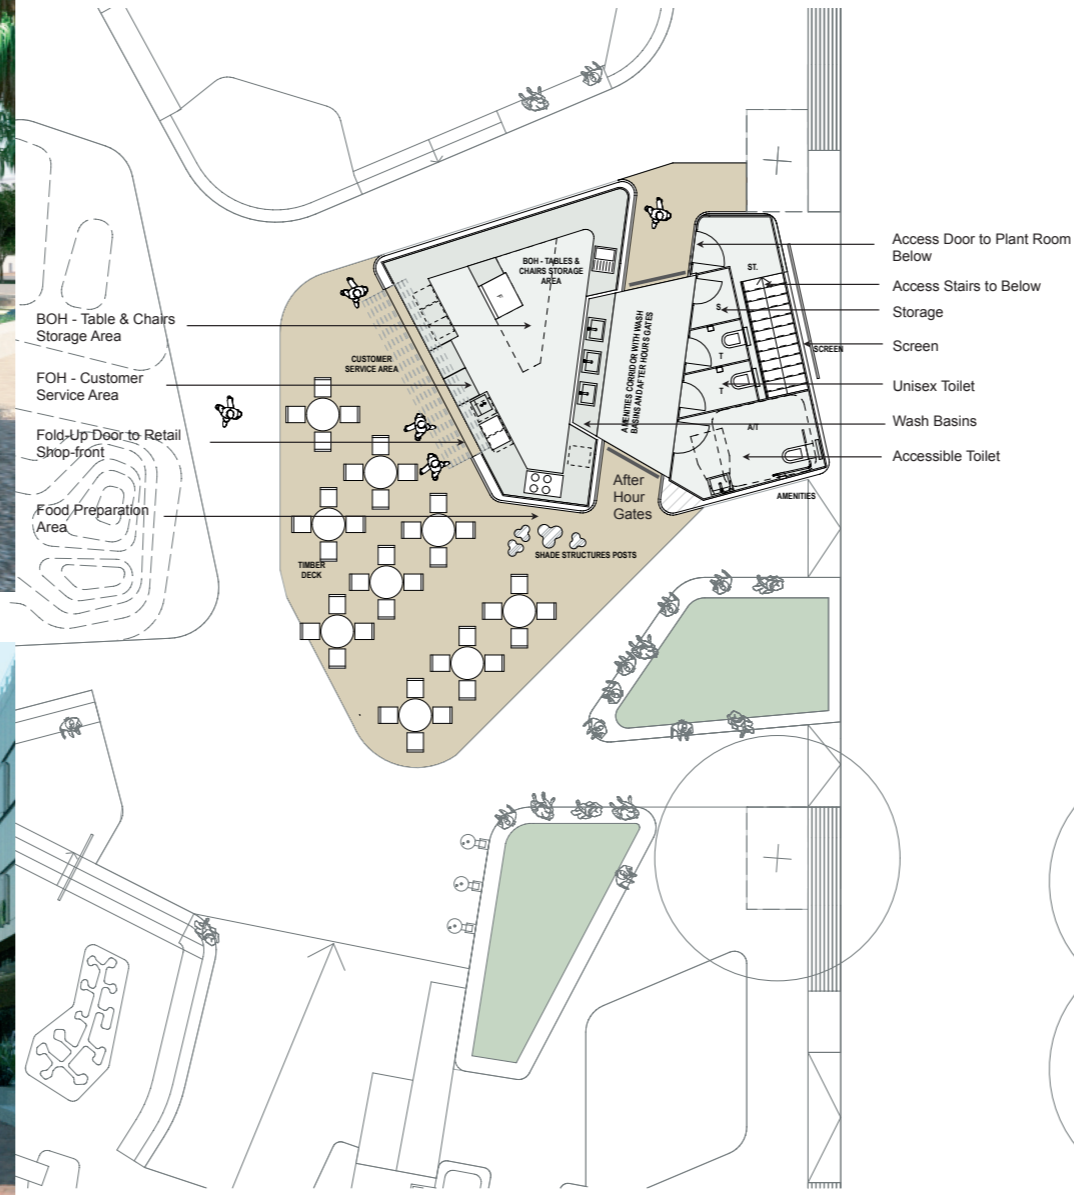 Access Door to Plant Room
Below
Access Stairs to Below
Storage
Screen
Unisex Toilet
Wash Basins
Accessible Toilet
BOH - Table & Chairs
Storage Area
FOH - Customer
Service Area
Fold-Up Door to Retail
Shop-front
Food Preparation
Area
BOH - TABLES &
CHAIRS STORAGE
AREA
CUSTOMER
SERVICE AREA
AMENITIES CORRIDOR WITH WASH
BASINS AND AFTER HOURS GATES
ST.
S
T
T
A/T
SCREEN
AMENITIES
After
Hour
Gates
SHADE STRUCTURES POSTS
TIMBER
DECK